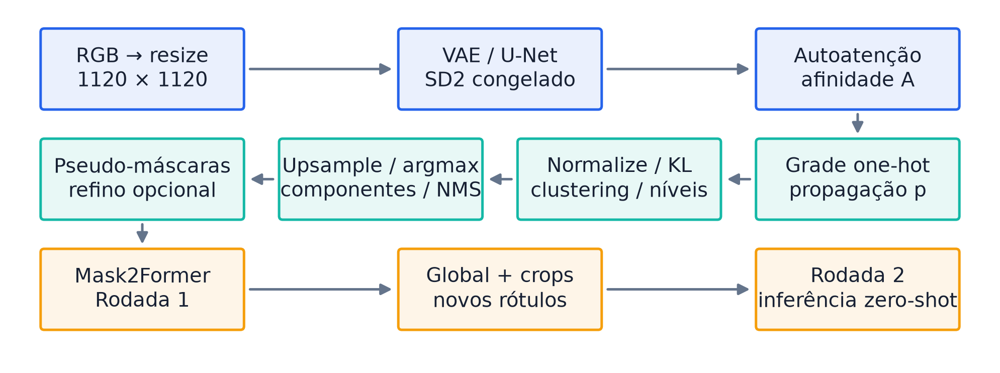 RGB → resize
1120 × 1120
VAE / U-Net
SD2 congelado
Autoatenção
afinidade A
Pseudo-máscaras
refino opcional
Upsample / argmax
componentes / NMS
Normalize / KL
clustering / níveis
Grade one-hot
propagação p
Mask2Former
Rodada 1
Global + crops
novos rótulos
Rodada 2
inferência zero-shot